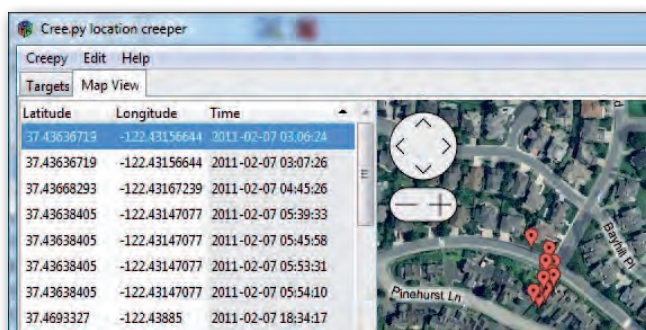 Cree.py location creeper
Creepy Edit Help
Targets Map View
Latitude Longitude Time
37.43636719 -122.43156644 2011-02-07 03:06:24
37.43636719 -122.43156644 2011-02-07 03:07:26
37.43668293 -122.43167239 2011-02-07 04:45:26
37.43638405 -122.43147077 2011-02-07 05:39:33
37.43638405 -122.43147077 2011-02-07 05:45:58
37.43638405 -122.43147077 2011-02-07 05:53:31
37.43638405 -122.43147077 2011-02-07 05:54:10
37.4693327 -122.43885 2011-02-07 18:34:17
Bayhill Pl
Pinehurst Ln